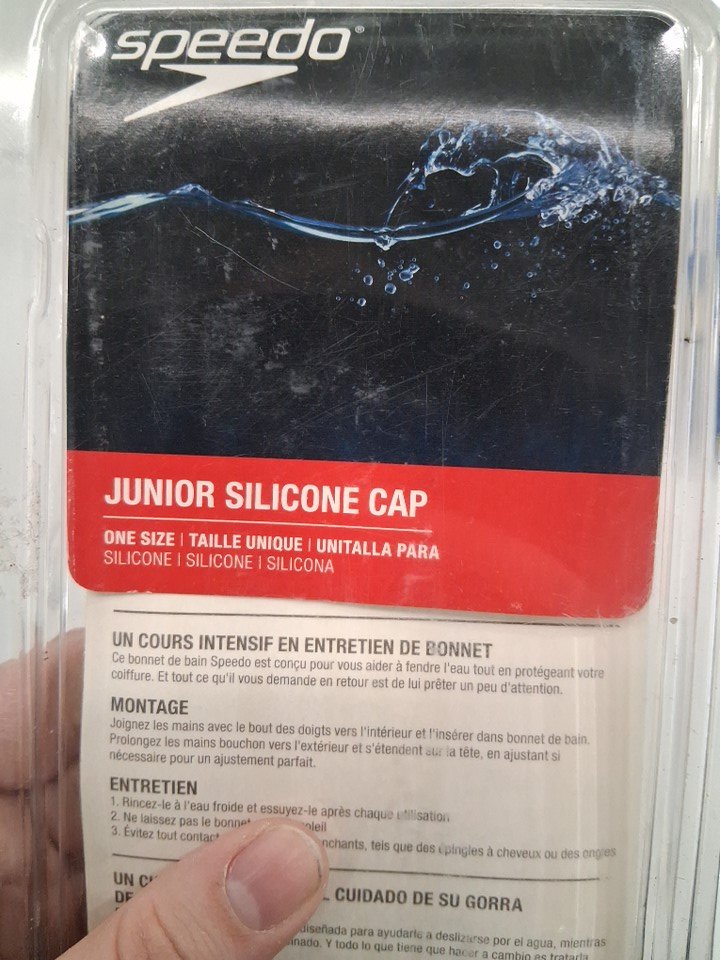 speedo®
JUNIOR SILICONE CAP
ONE SIZE | TAILLE UNIQUE | UNITALLA PARA
SILICONE | SILICONE | SILICONA
UN COURS INTENSIF EN ENTRETIEN DE BONNET
Ce bonnet de bain Speedo est conçu pour vous aider à fendre l'eau tout en protégeant votre
coiffure. Et tout ce qu'il vous demande en retour est de lui prêter un peu d'attention.
MONTAGE
Joignez les mains avec le bout des doigts vers l'intérieur et l'insérer dans bonnet de bain.
Prolongez les mains bouchon vers l'extérieur et s'étendent sur la tête, en ajustant si
nécessaire pour un ajustement parfait.
ENTRETIEN
1. Rincez-le à l'eau froide et essuyez-le après chaque utilisation
2. Ne laissez pas le bonnet
3. Évitez tout contact tels que des épingles à cheveux ou des ongles
UN CUIDADO DE SU GORRA
DE
diseñada para ayudarle a deslizarse por el agua, mientras
Y todo lo que tiene que hacer a cambio es tratarla